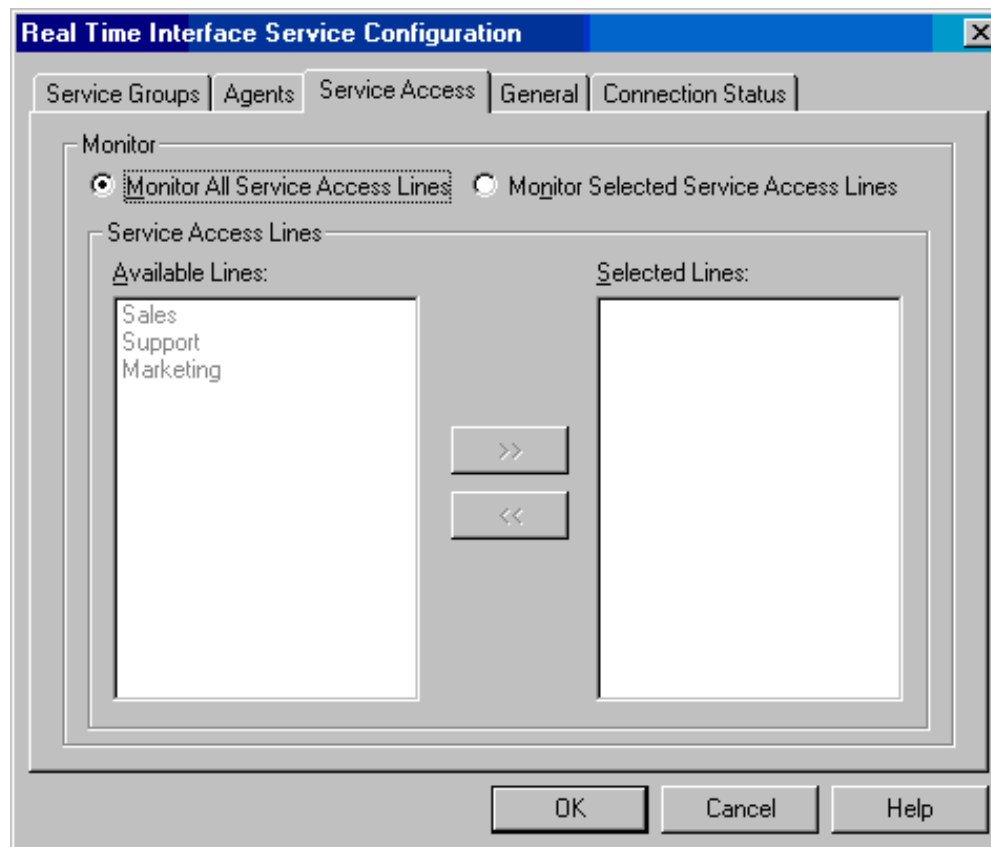 Real Time Interface Service Configuration
Service Groups Agents Service Access General Connection Status
Monitor
Monitor All Service Access Lines Monitor Selected Service Access Lines
Service Access Lines
Available Lines: Selected Lines:
Sales
Support
Marketing
>>
<<
OK Cancel Help